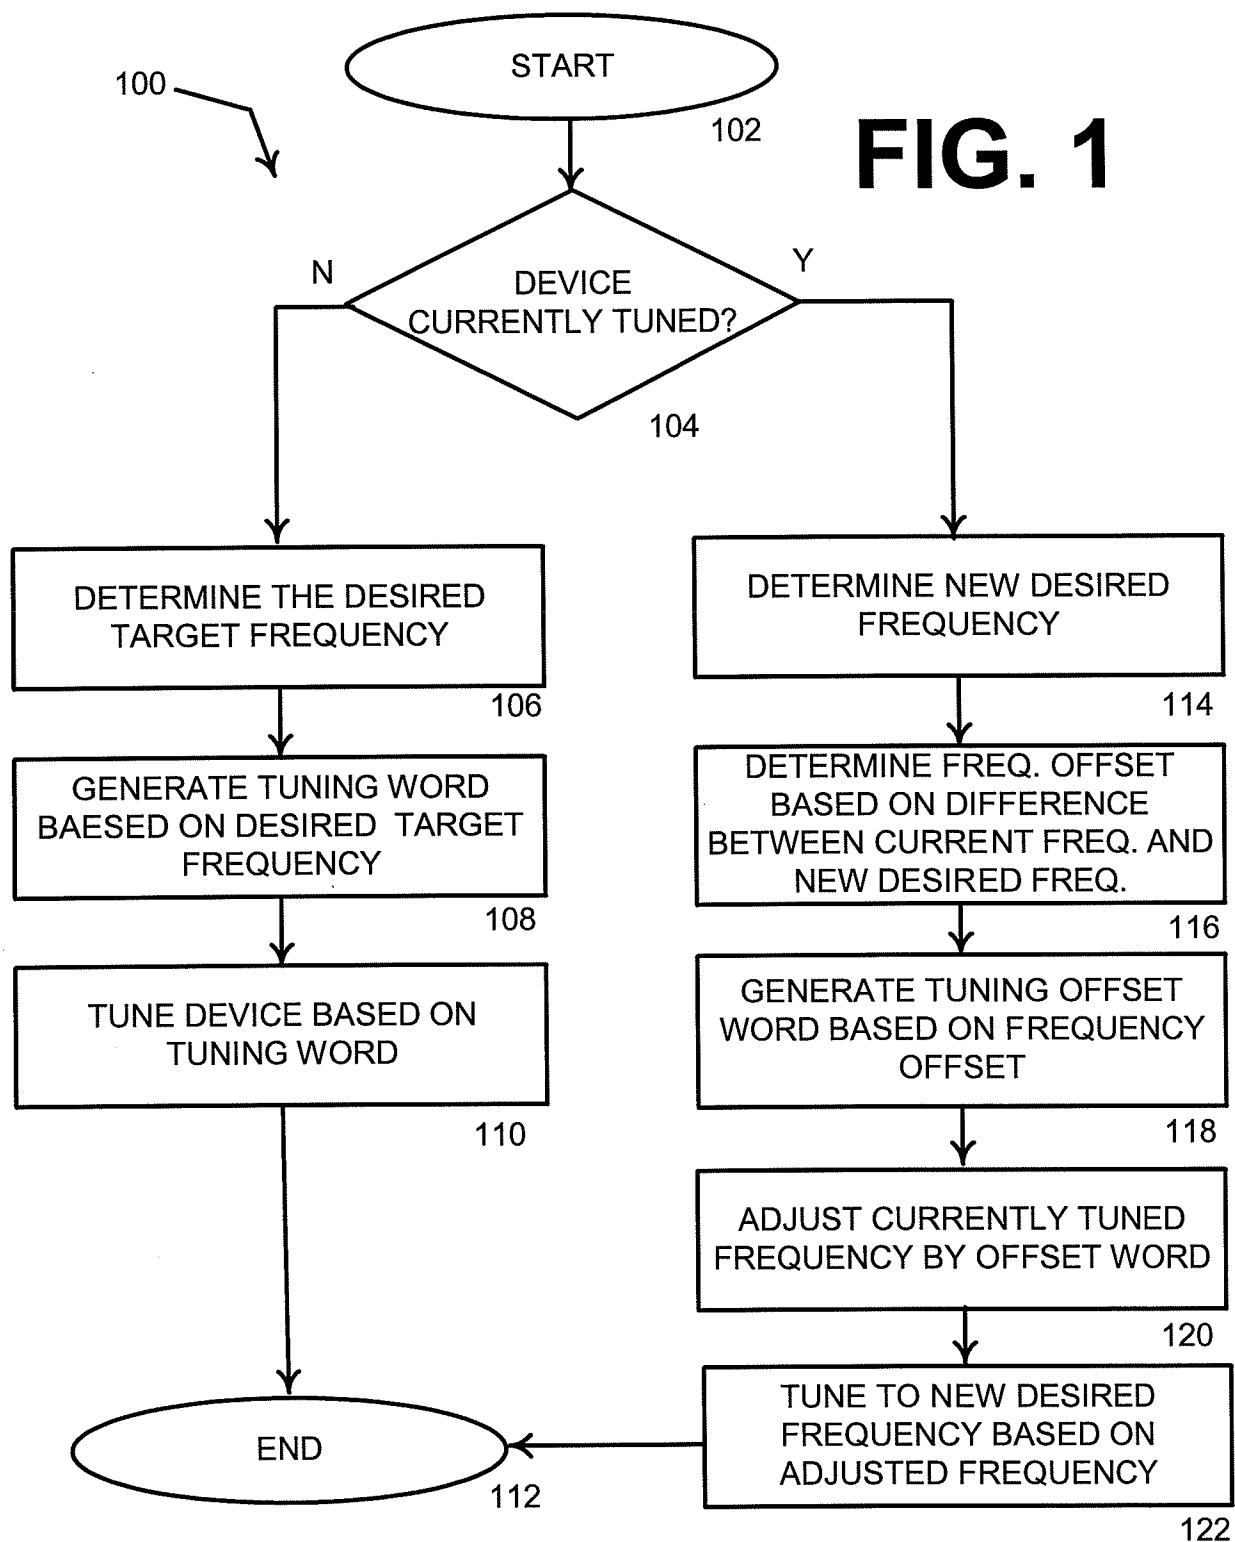 START
100
102
FIG. 1
N
Y
DEVICE
CURRENTLY TUNED?
104
DETERMINE THE DESIRED
TARGET FREQUENCY
106
GENERATE TUNING WORD
BAESED ON DESIRED TARGET
FREQUENCY
108
TUNE DEVICE BASED ON
TUNING WORD
110
DETERMINE NEW DESIRED
FREQUENCY
114
DETERMINE FREQ. OFFSET
BASED ON DIFFERENCE
BETWEEN CURRENT FREQ. AND
NEW DESIRED FREQ.
116
GENERATE TUNING OFFSET
WORD BASED ON FREQUENCY
OFFSET
118
ADJUST CURRENTLY TUNED
FREQUENCY BY OFFSET WORD
120
TUNE TO NEW DESIRED
FREQUENCY BASED ON
ADJUSTED FREQUENCY
122
END
112